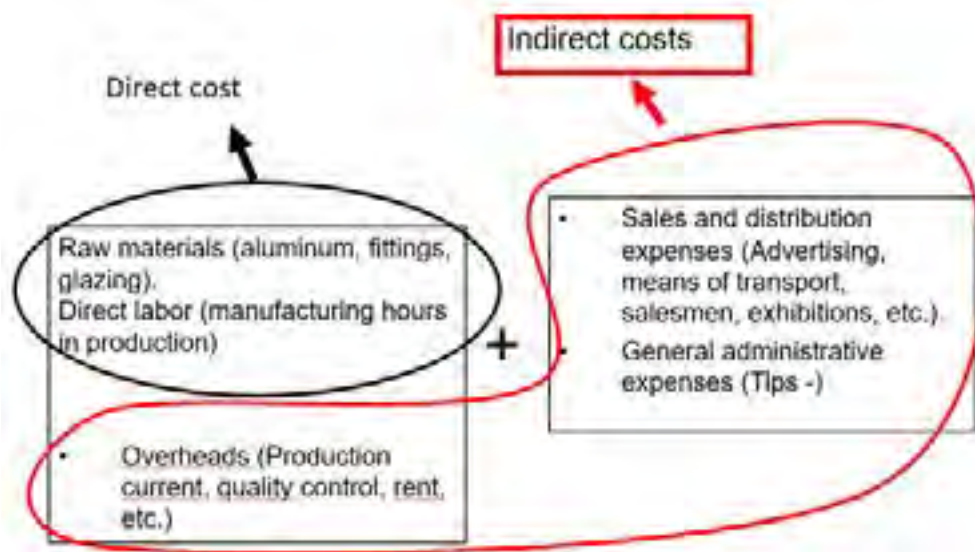 Indirect costs
Direct cost
Raw materials (aluminum, fittings,
glazing).
Direct labor (manufacturing hours
in production)
• Overheads (Production
current, quality control, rent,
etc.)
+
• Sales and distribution
expenses (Advertising,
means of transport,
salesmen, exhibitions, etc.)
• General administrative
expenses (TIps -)